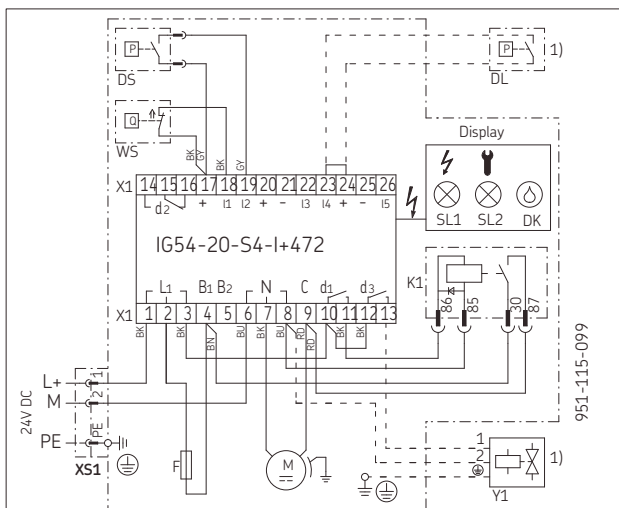 P
DS
P
1)
DL
Q
WS
BK
GY
BK
GY
Display
SL1
SL2
DK
X1
14 15 16 17 18 19 20 21 22 23 24 25 26
d2
+ I1 I2 + - I3 I4 + - I5
IG54-20-S4-I+472
L1 B1 B2 N C d1 d3
X1
1 2 3 4 5 6 7 8 9 10 11 12 13
BK
BK
BN
BU
BK
BU
RD
RD
BK
BK
K1
86
85
30
87
24V DC
L+
M
PE
1
2
PE
XS1
F
M
1
2
1)
Y1
951-115-099